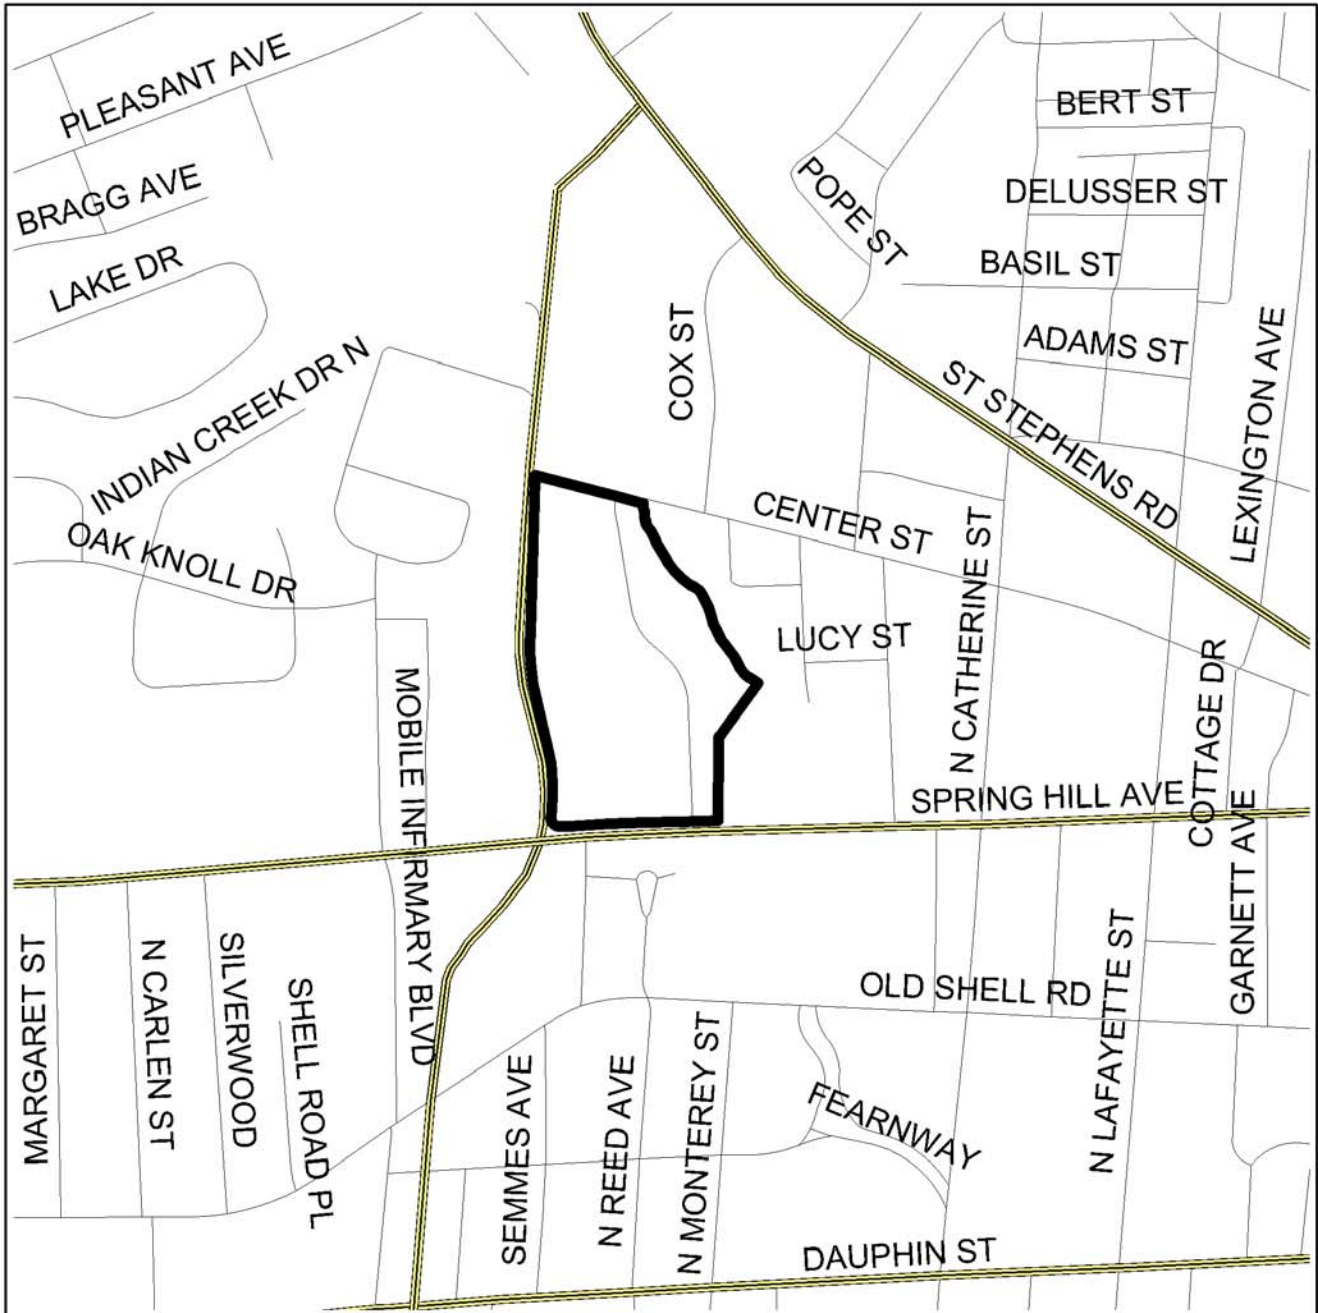 PLEASANT AVE
BERT ST
BRAGG AVE
POPE ST
DELUSSER ST
LAKE DR
BASIL ST
COX ST
ADAMS ST
INDIAN CREEK DR N
ST STEPHENS RD
LEXINGTON AVE
OAK KNOLL DR
CENTER ST
N CATHERINE ST
LUCY ST
MOBILE INFIRMARY BLVD
COTTAGE DR
SPRING HILL AVE
GARNETT AVE
MARGARET ST
N CARLEN ST
SILVERWOOD
SHELL ROAD PL
OLD SHELL RD
N LAFAYETTE ST
SEMMES AVE
N REED AVE
N MONTEREY ST
FEARNWAY
DAUPHIN ST